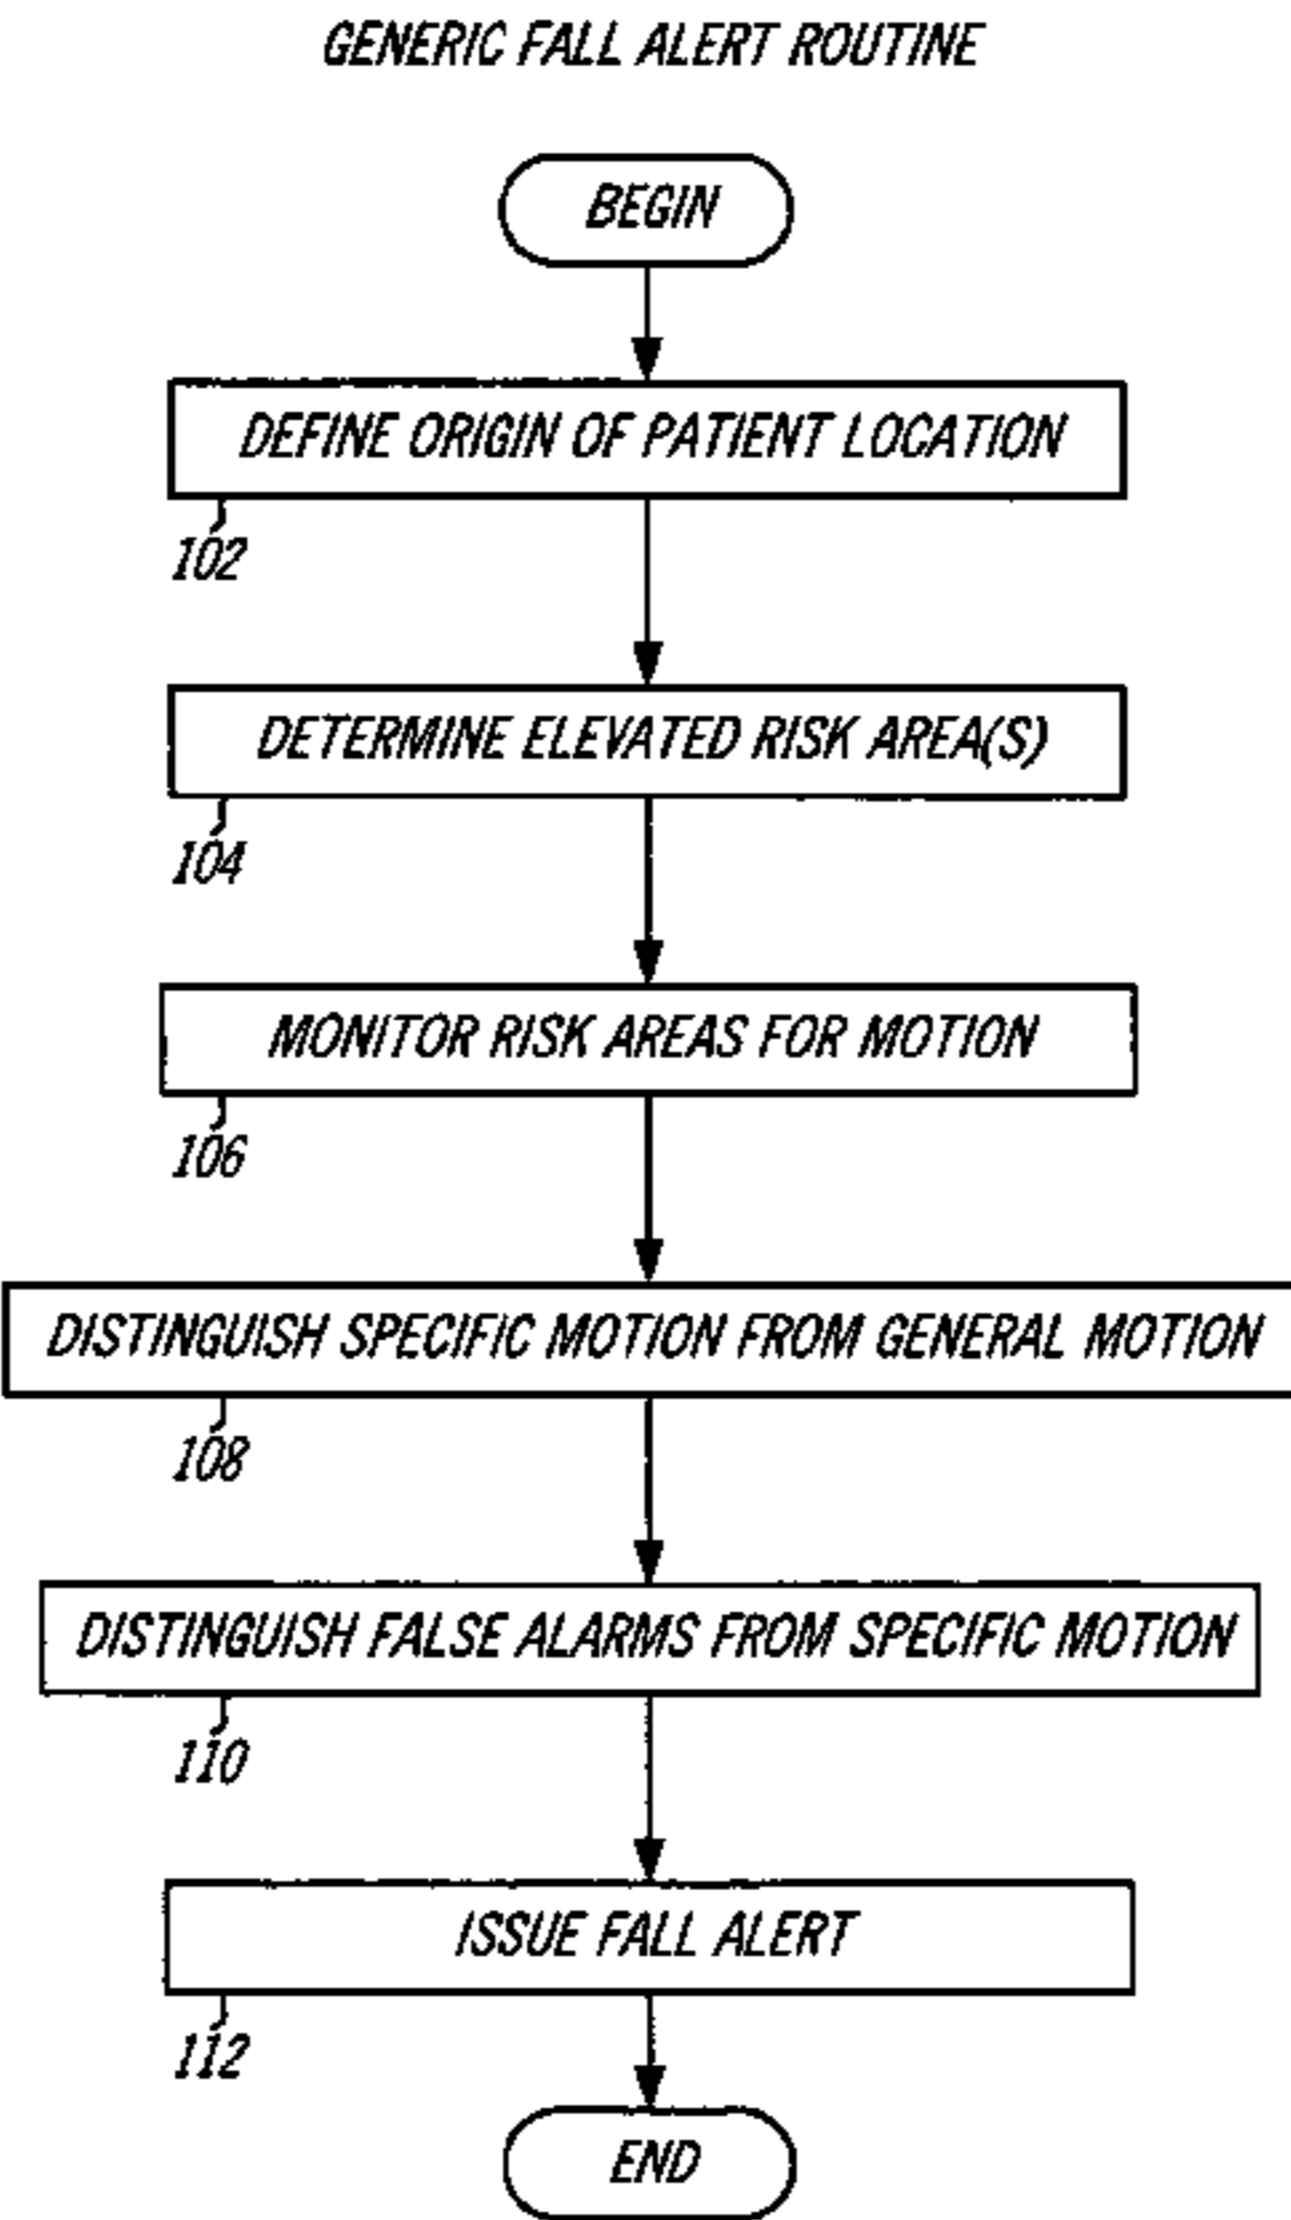 GENERIC FALL ALERT ROUTINE
BEGIN
DEFINE ORIGIN OF PATIENT LOCATION
102
DETERMINE ELEVATED RISK AREA(S)
104
MONITOR RISK AREAS FOR MOTION
106
DISTINGUISH SPECIFIC MOTION FROM GENERAL MOTION
108
DISTINGUISH FALSE ALARMS FROM SPECIFIC MOTION
110
ISSUE FALL ALERT
112
END